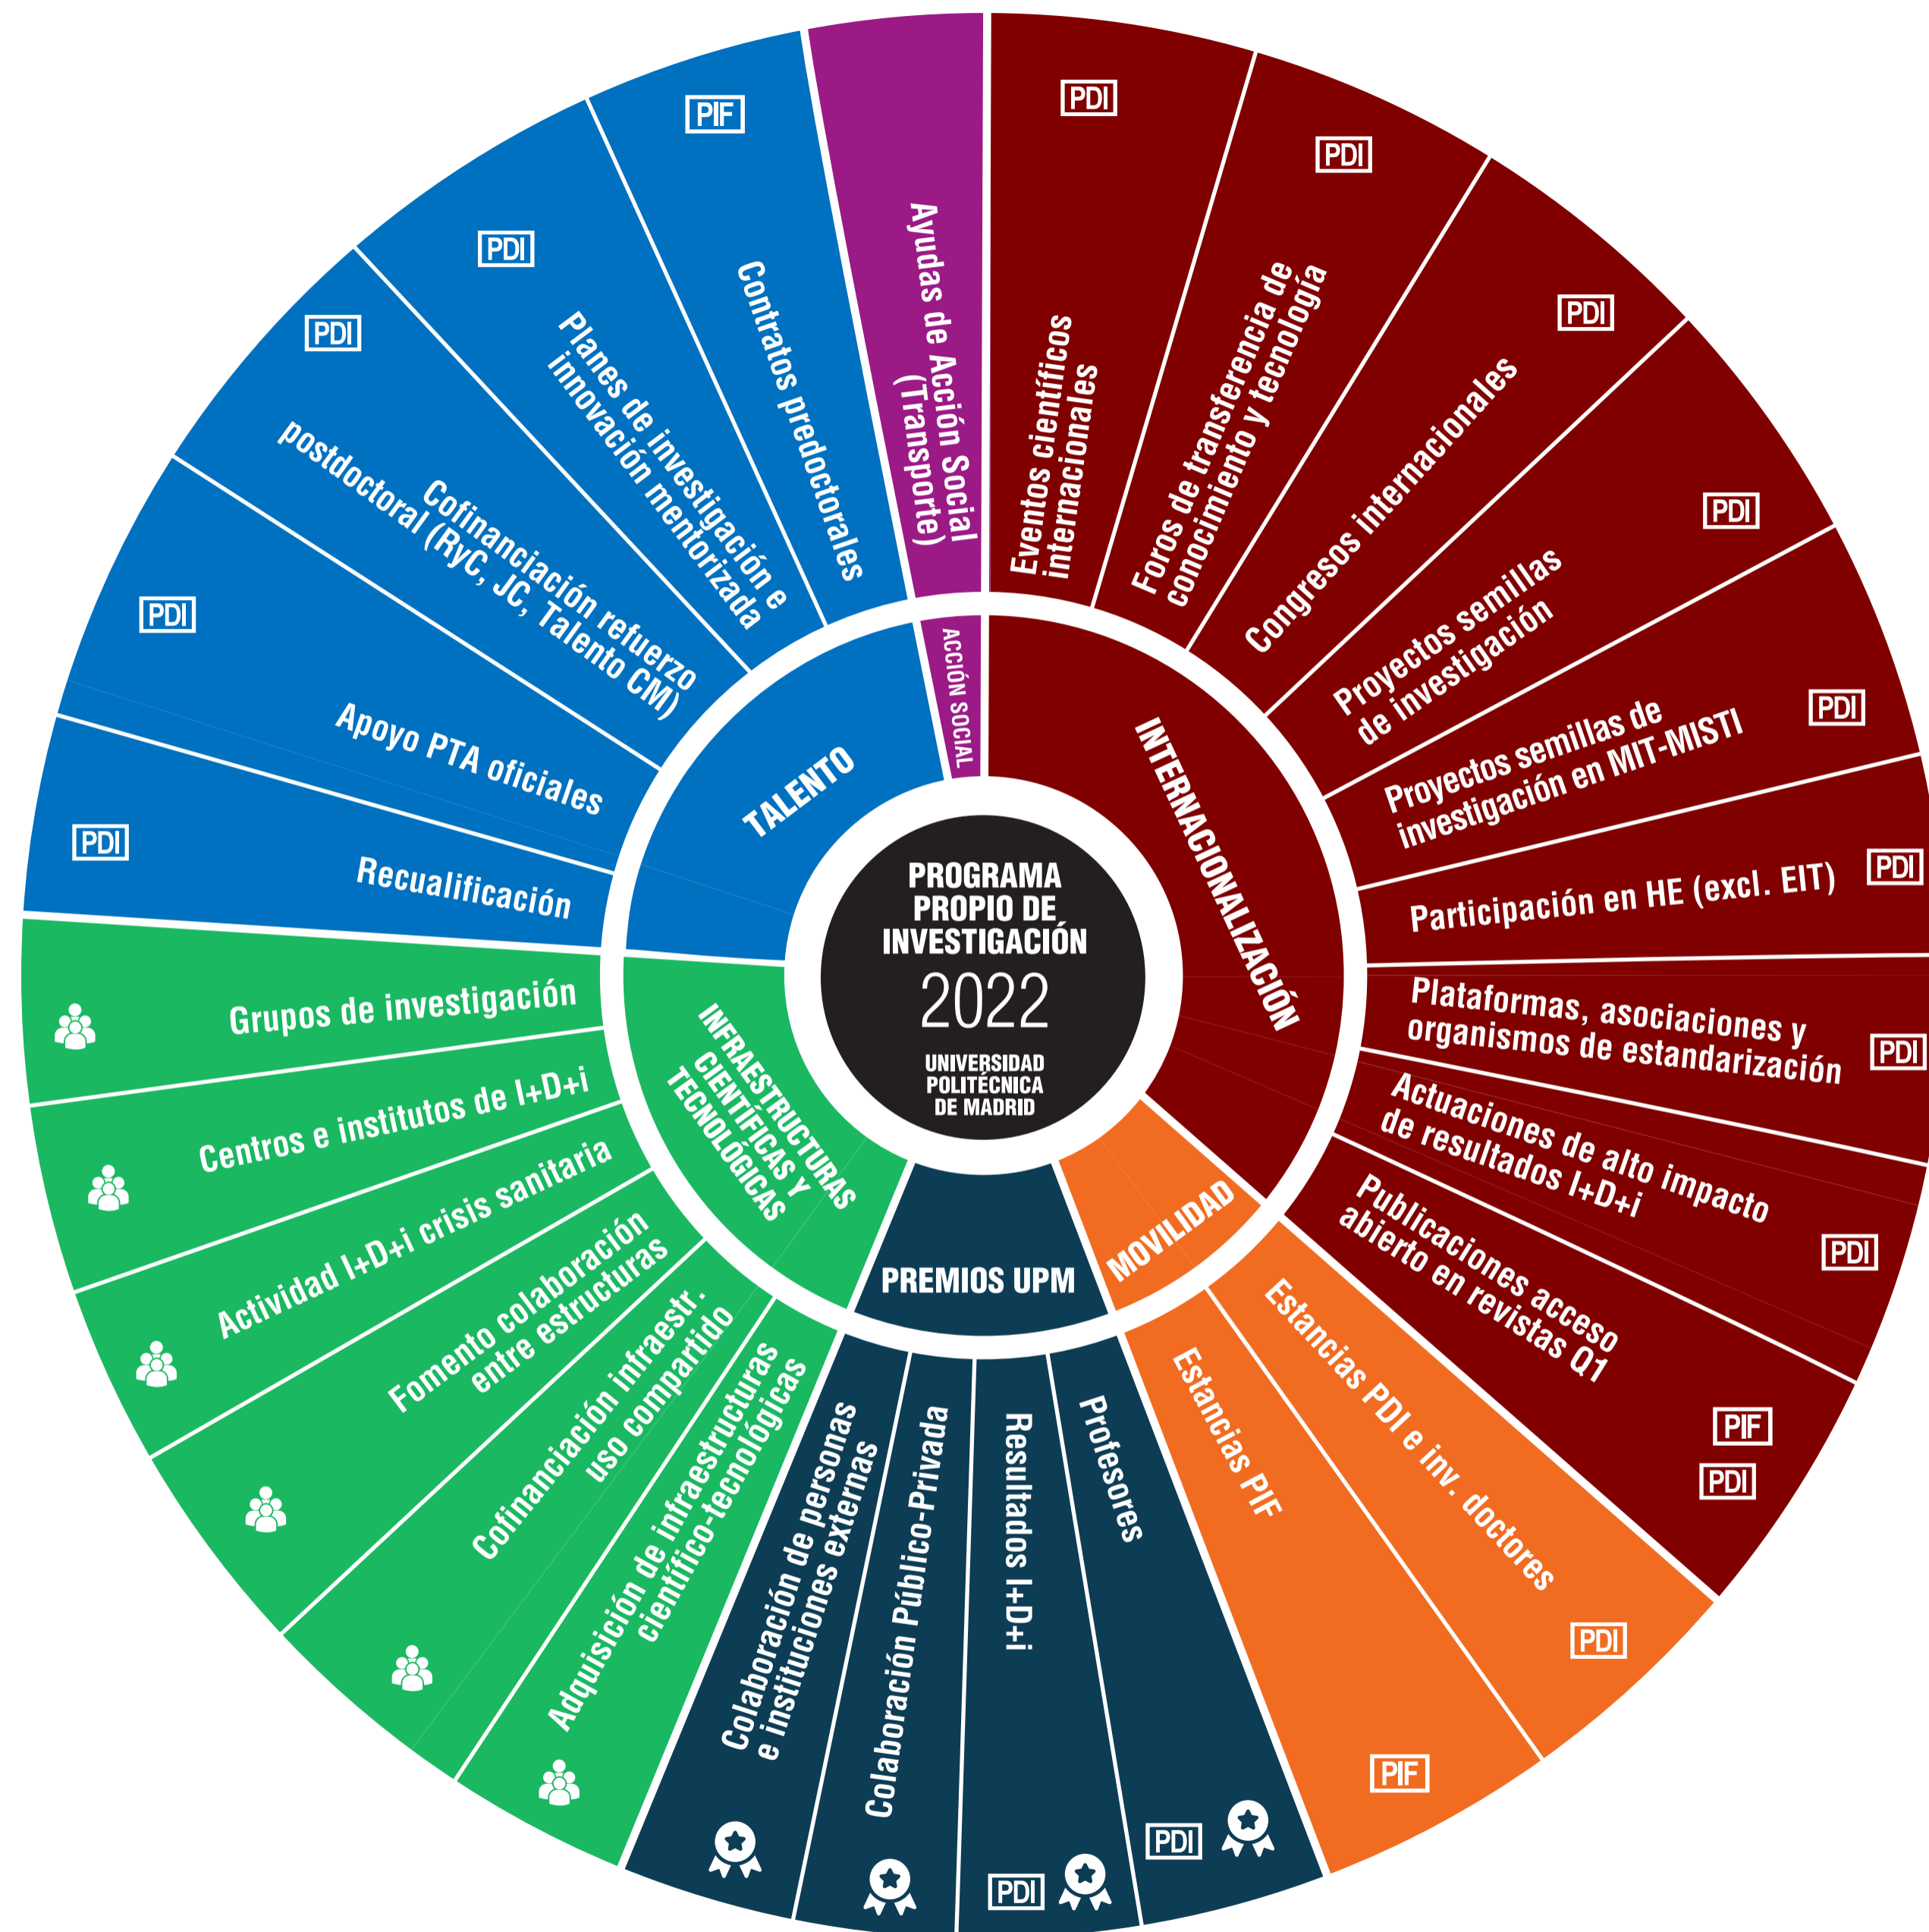 PROGRAMA
PROPIO DE
INVESTIGACIÓN
2022
UNIVERSIDAD
POLITÉCNICA
DE MADRID
INTERNACIONALIZACIÓN
PDI
Eventos científicos
internacionales
PDI
Foros de transferencia de
conocimiento y tecnología
PDI
Congresos internacionales
PDI
Proyectos semillas
de investigación
PDI
Proyectos semillas de
investigación en MIT-MISTI
PDI
Participación en HE (excl. EIT)
PDI
Plataformas, asociaciones y
organismos de estandarización
PDI
Actuaciones de alto impacto
de resultados I+D+i
PIF
PDI
Publicaciones acceso
abierto en revistas Q1
MOVILIDAD
Estancias PDI e inv. doctores
PDI
Estancias PIF
PIF
PREMIOS UPM
Profesores
PDI
Resultados I+D+i
PDI
Colaboración Público-Privada
Colaboración de personas
e instituciones externas
INFRAESTRUCTURAS
CIENTÍFICAS Y
TECNOLÓGICAS
Adquisición de infraestructuras
científico-tecnológicas
Cofinanciación infraestr.
uso compartido
Fomento colaboración
entre estructuras
Actividad I+D+i crisis sanitaria
Centros e institutos de I+D+i
Grupos de investigación
TALENTO
PDI
Recualificación
PDI
Apoyo PTA oficiales
PDI
Cofinanciación refuerzo
postdoctoral (RyC, JC, Talento CM)
PDI
Planes de investigación e
innovación mentorizada
PIF
Contratos predoctorales
ACCIÓN SOCIAL
Ayudas de Acción Social
(Transporte)